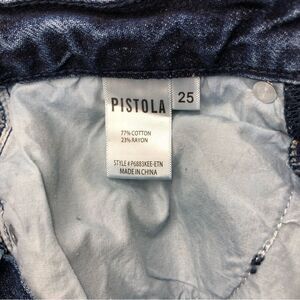 PISTOLA
25
77% COTTON
23% RAYON
STYLE # P6883KEE-ETN
MADE IN CHINA